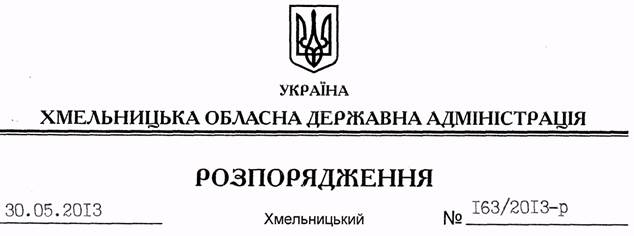 УКРАЇНА
ХМЕЛЬНИЦЬКА ОБЛАСНА ДЕРЖАВНА АДМІНІСТРАЦІЯ
РОЗПОРЯДЖЕННЯ
30.05.2013 Хмельницький № 163/2013-р